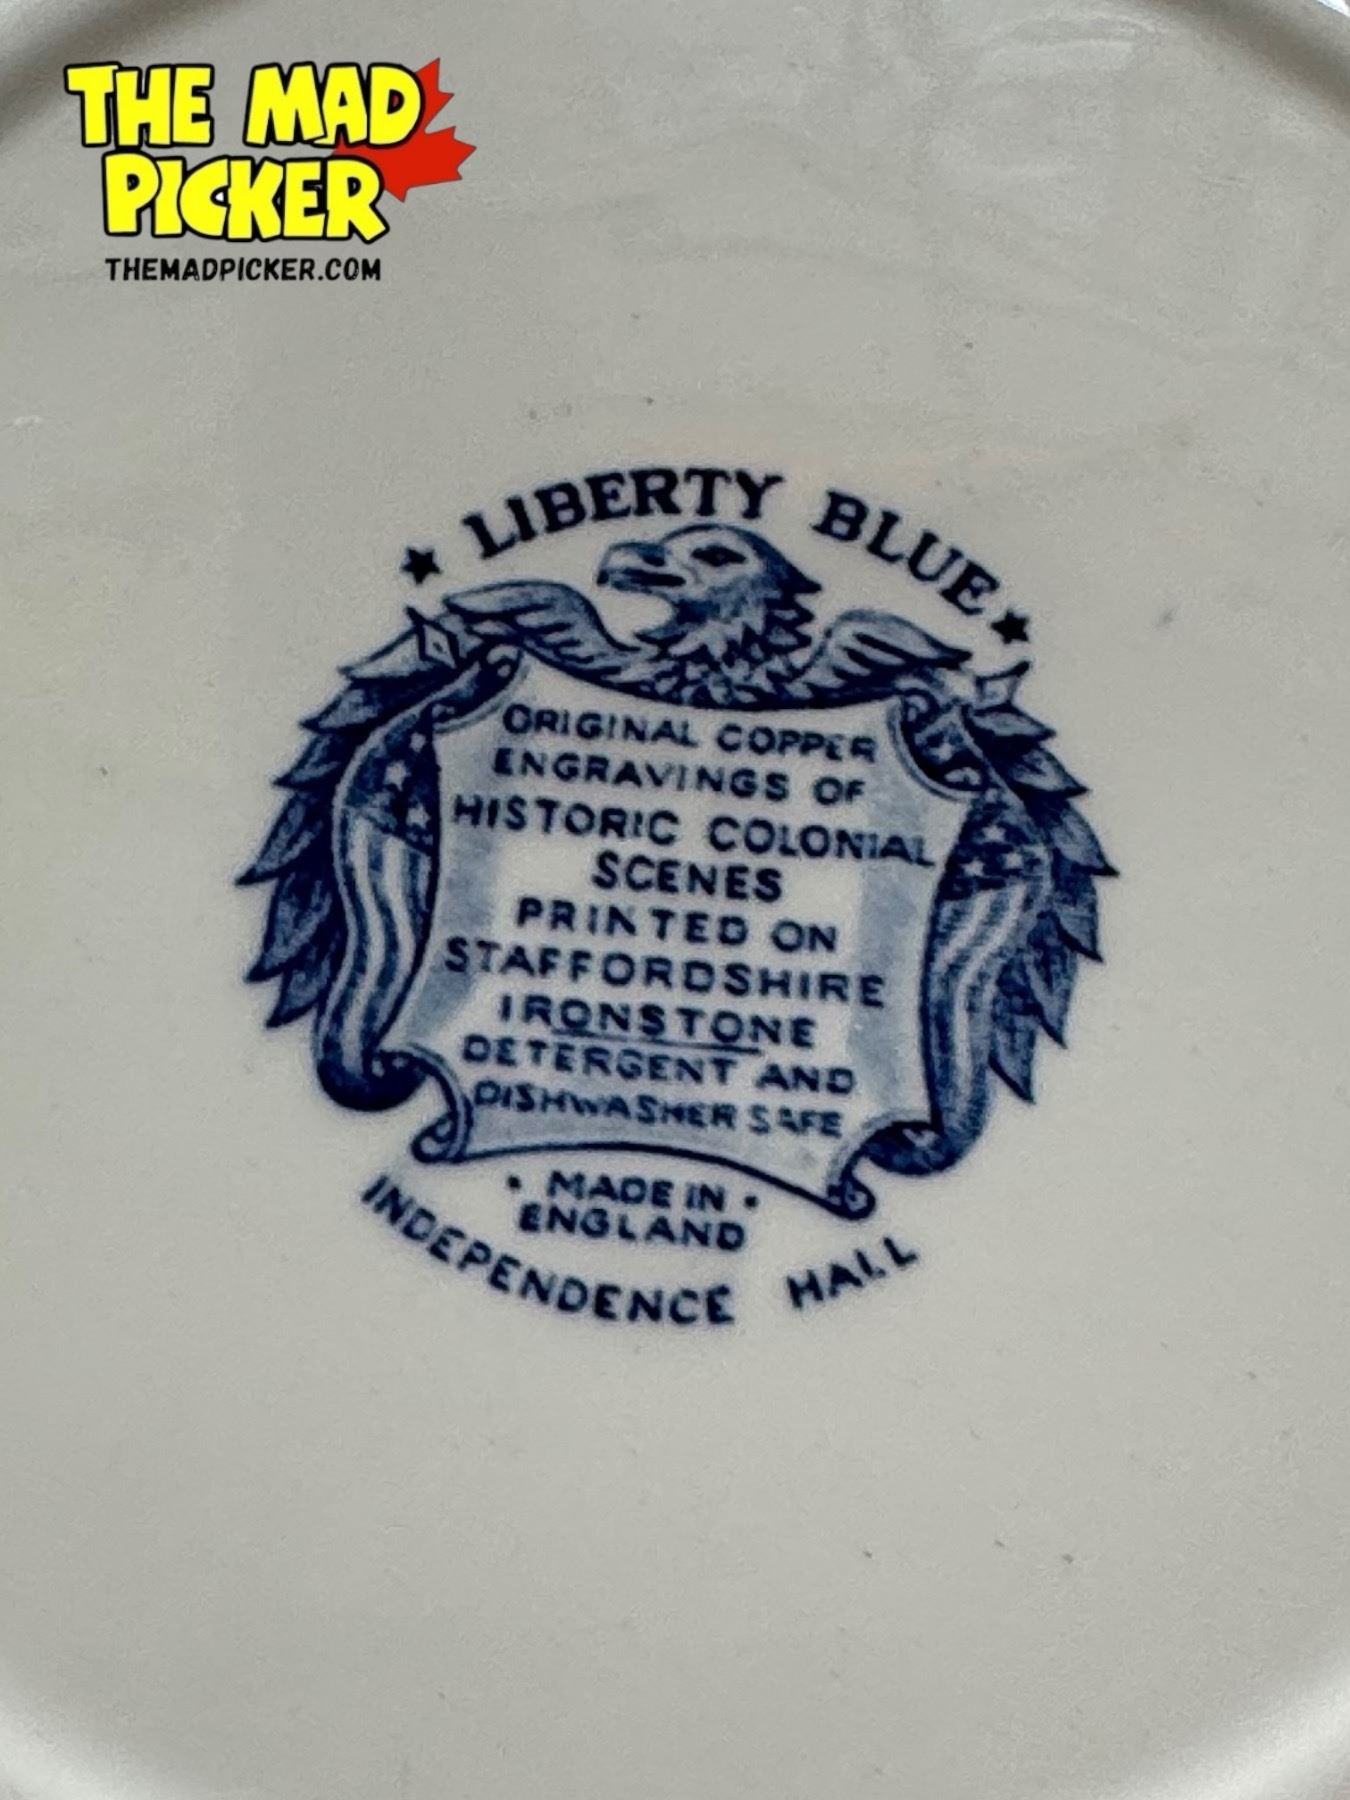 THE MAD
PICKER
THEMADPICKER.COM
★ LIBERTY BLUE ★
ORIGINAL COPPER
ENGRAVINGS OF
HISTORIC COLONIAL
SCENES
PRINTED ON
STAFFORDSHIRE
IRONSTONE
DETERGENT AND
DISHWASHER SAFE
• MADE IN •
ENGLAND
INDEPENDENCE HALL